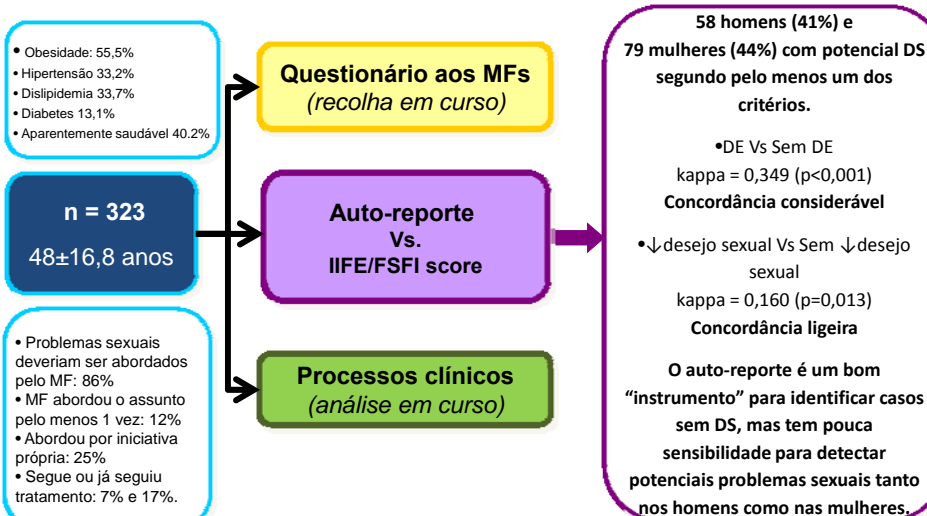 • Obesidade: 55,5%
• Hipertensão 33,2%
• Dislipidemia 33,7%
• Diabetes 13,1%
• Aparentemente saudável 40.2%
n = 323
48±16,8 anos
• Problemas sexuais
deveriam ser abordados
pelo MF: 86%
• MF abordou o assunto
pelo menos 1 vez: 12%
• Abordou por iniciativa
própria: 25%
• Segue ou já seguiu
tratamento: 7% e 17%.
Questionário aos MFs
(recolha em curso)
Auto-reporte
Vs.
IIFE/FSFI score
Processos clínicos
(análise em curso)
58 homens (41%) e
79 mulheres (44%) com potencial DS
segundo pelo menos um dos
critérios.
•DE Vs Sem DE
kappa = 0,349 (p<0,001)
Concordância considerável
•↓desejo sexual Vs Sem ↓desejo
sexual
kappa = 0,160 (p=0,013)
Concordância ligeira
O auto-reporte é um bom
“instrumento” para identificar casos
sem DS, mas tem pouca
sensibilidade para detectar
potenciais problemas sexuais tanto
nos homens como nas mulheres.